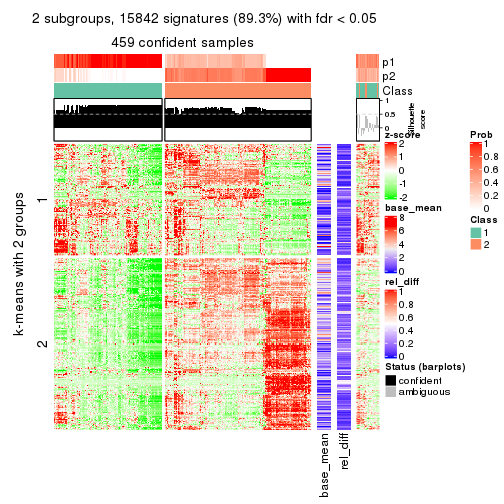 2 subgroups, 15842 signatures (89.3%) with fdr < 0.05
459 confident samples
p1
p2
Class
1
0.5
0
Silhouette
score
k-means with 2 groups
1
2
base_mean
rel_diff
z-score
2
1
0
-1
-2
base_mean
8
6
4
2
0
rel_diff
1
0.8
0.6
0.4
0.2
0
Status (barplots)
confident
ambiguous
Prob
1
0.8
0.6
0.4
0.2
0
Class
1
2